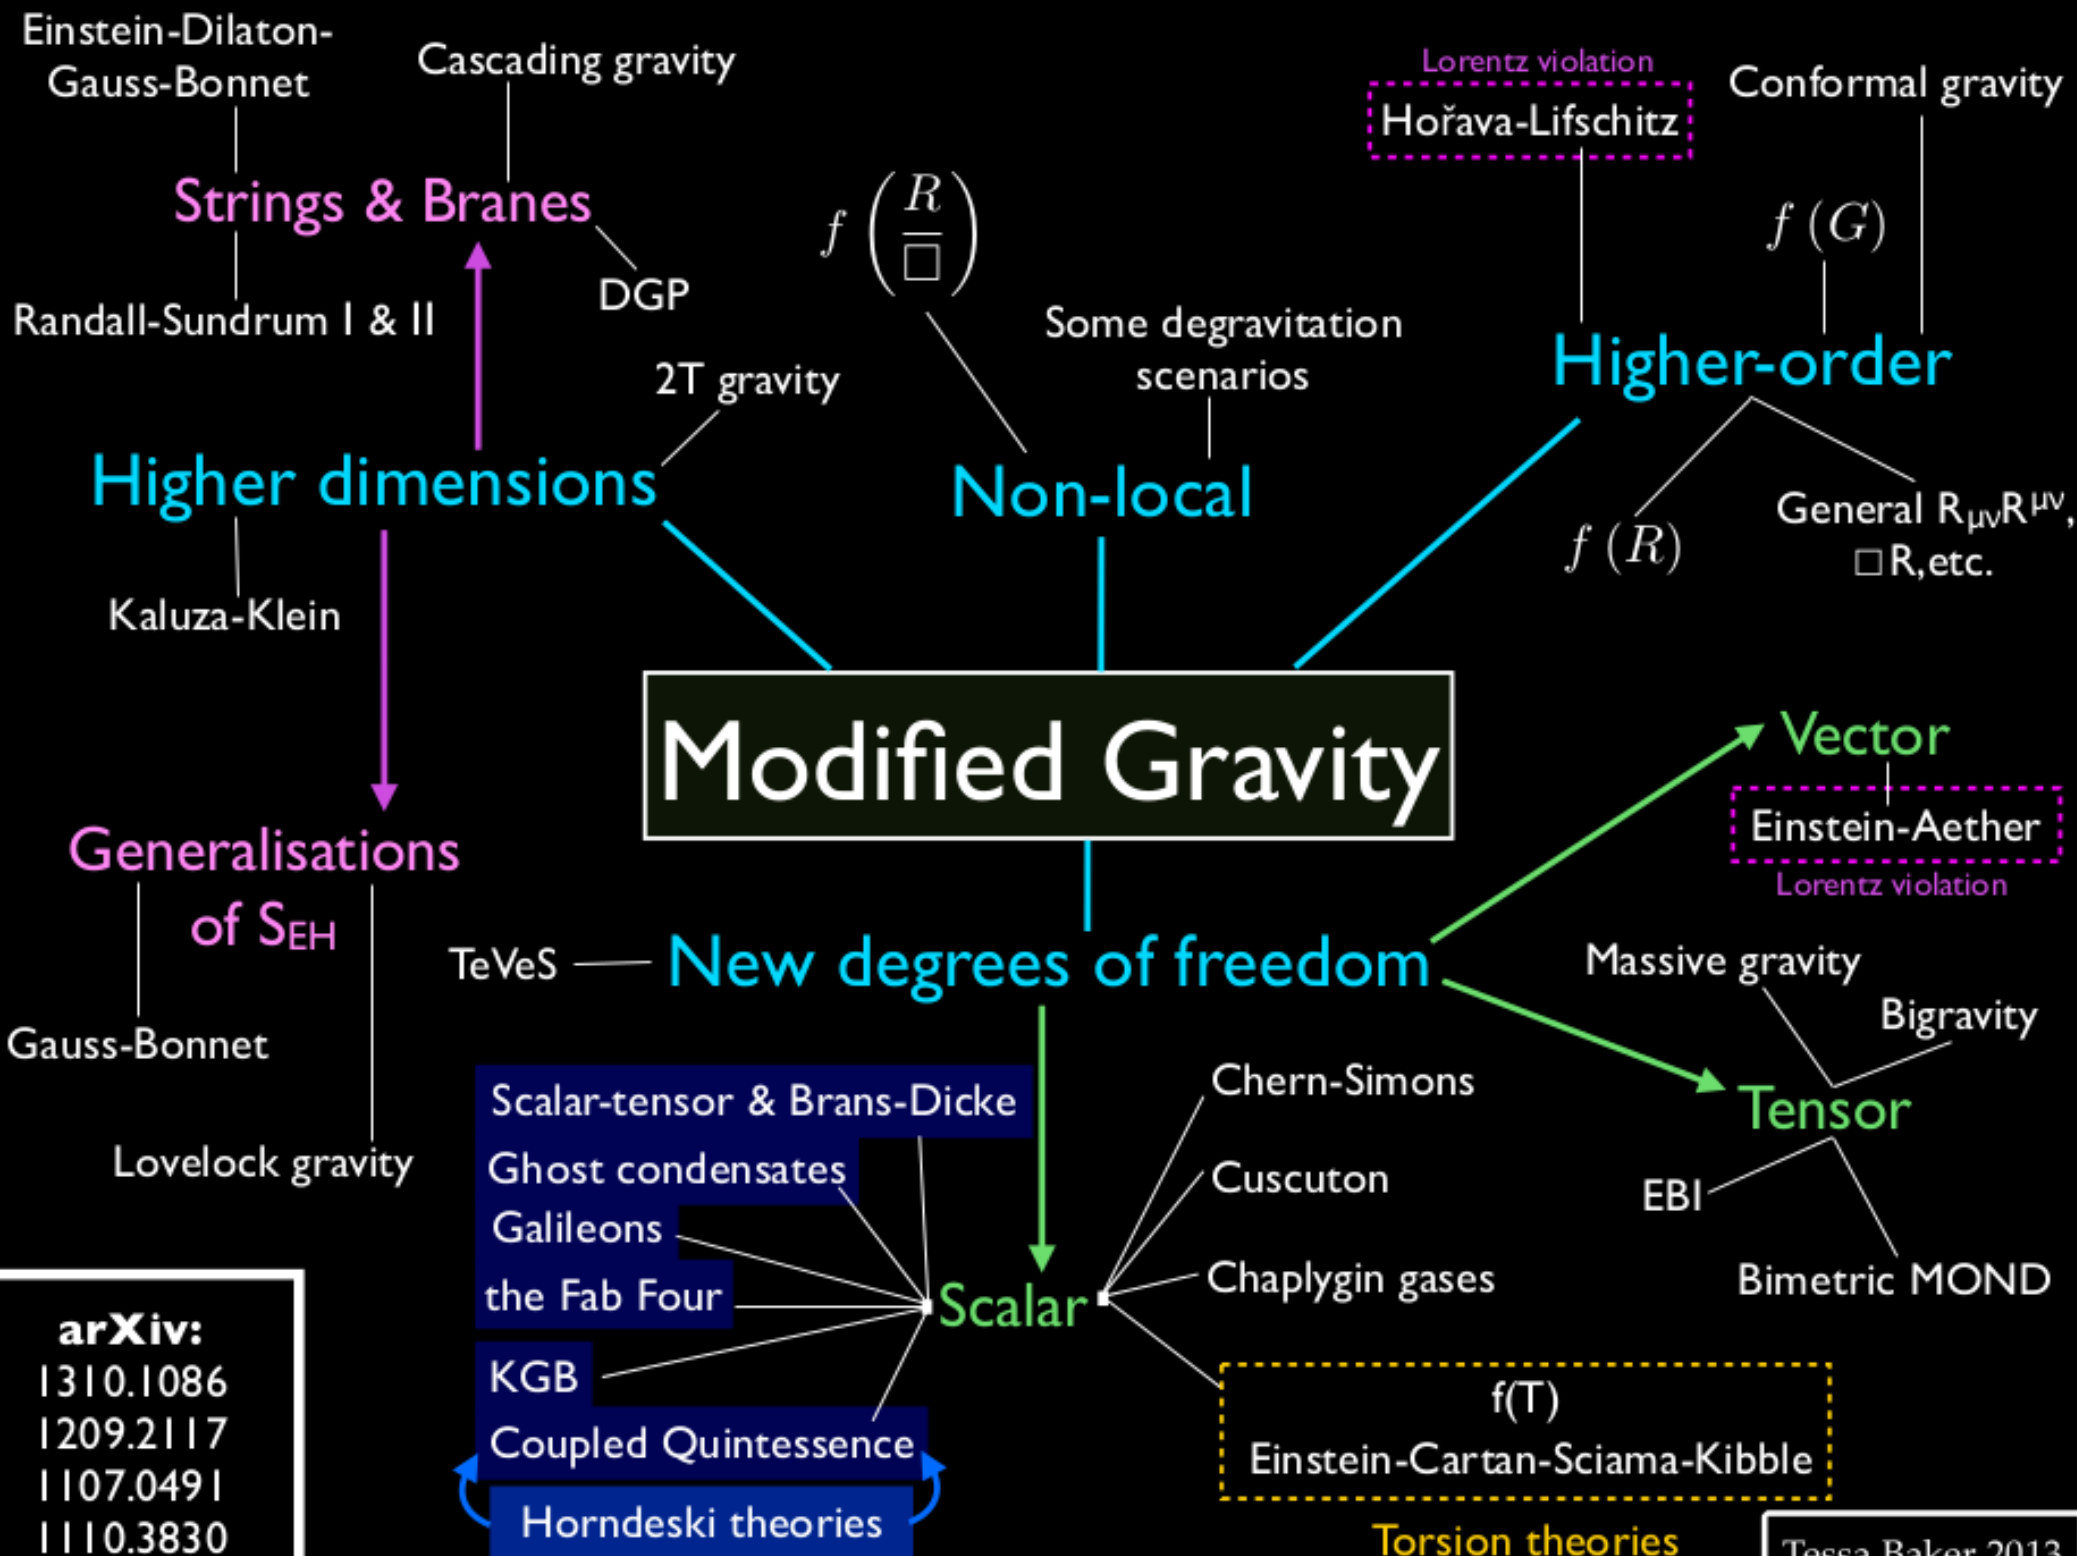 Einstein-Dilaton-
Gauss-Bonnet
Cascading gravity
Lorentz violation
Hořava-Lifschitz
Conformal gravity
Strings & Branes
f (R/□)
f (G)
DGP
Randall-Sundrum I & II
Some degravitation
scenarios
2T gravity
Higher-order
Higher dimensions
Non-local
f (R)
General RμνRμν,
□R,etc.
Kaluza-Klein
Modified Gravity
Vector
Einstein-Aether
Lorentz violation
Generalisations
of SEH
TeVeS
New degrees of freedom
Massive gravity
Bigravity
Gauss-Bonnet
Lovelock gravity
Scalar-tensor & Brans-Dicke
Ghost condensates
Galileons
the Fab Four
KGB
Coupled Quintessence
Horndeski theories
Scalar
Chern-Simons
Cuscuton
Chaplygin gases
f(T)
Einstein-Cartan-Sciama-Kibble
Torsion theories
Tensor
EBI
Bimetric MOND
arXiv:
1310.1086
1209.2117
1107.0491
1110.3830
Tessa Baker 2013